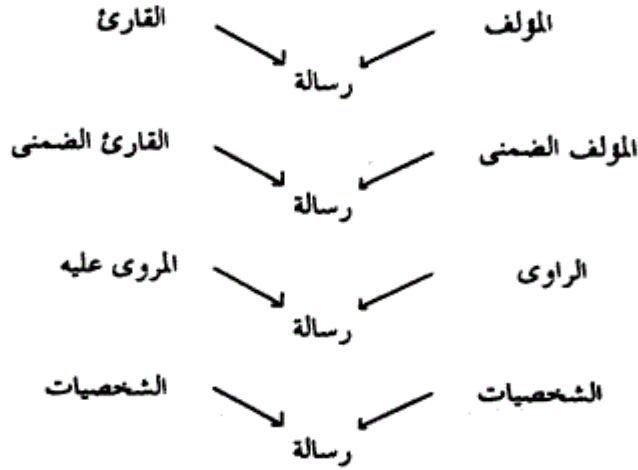 المؤلف القارئ
رسالة
المؤلف الضمنى القارئ الضمنى
رسالة
الراوى المروى عليه
رسالة
الشخصيات الشخصيات
رسالة